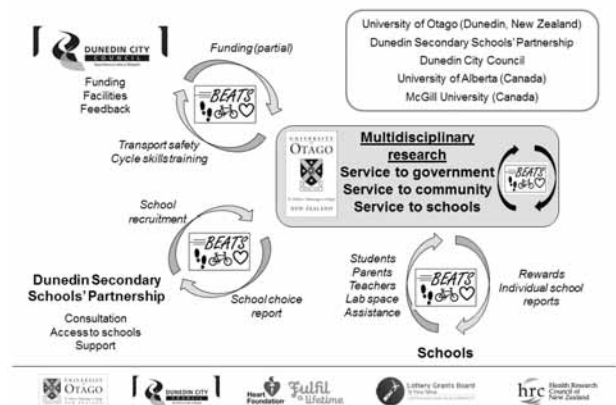 DUNEDIN CITY
COUNCIL
Funding
Facilities
Feedback
Funding (partial)
BEATS
Transport safety
Cycle skills training
University of Otago (Dunedin, New Zealand)
Dunedin Secondary Schools' Partnership
Dunedin City Council
University of Alberta (Canada)
McGill University (Canada)
UNIVERSITY
OTAGO
NEW ZEALAND
Multidisciplinary
research
Service to government
Service to community
Service to schools
BEATS
School
recruitment
BEATS
School choice
report
Dunedin Secondary
Schools' Partnership
Consultation
Access to schools
Support
Students
Parents
Teachers
Lab space
Assistance
BEATS
Rewards
Individual school
reports
Schools
UNIVERSITY
OTAGO
DUNEDIN CITY
COUNCIL
Heart
Foundation
Fulfil
a lifetime
Lottery Grants Board
hrc
Health Research
Council of
New Zealand